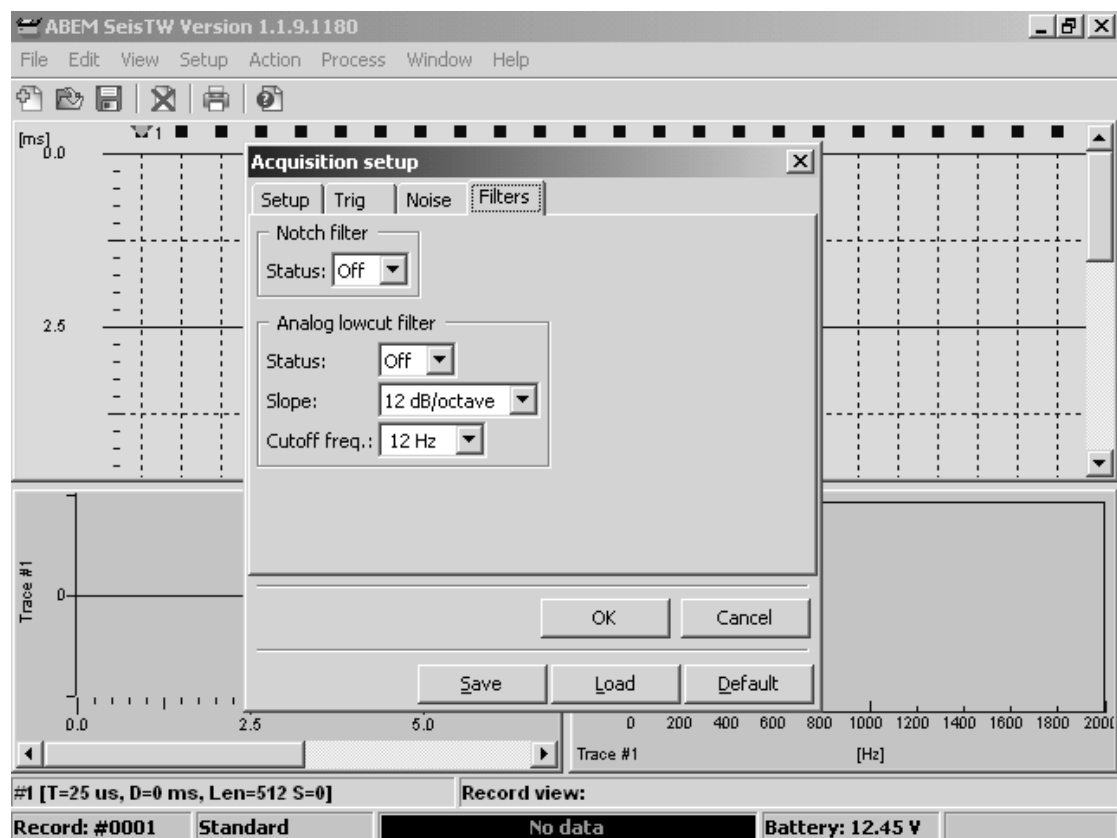 ABEM SeisTW Version 1.1.9.1180
File Edit View Setup Action Process Window Help
[ms]
1
0.0
2.5
Acquisition setup
Setup Trig Noise Filters
Notch filter
Status: Off
Analog lowcut filter
Status: Off
Slope: 12 dB/octave
Cutoff freq.: 12 Hz
OK Cancel
Save Load Default
Trace #1
0
0.0 2.5 5.0
0 200 400 600 800 1000 1200 1400 1600 1800 2000
Trace #1 [Hz]
#1 [T=25 us, D=0 ms, Len=512 S=0] Record view:
Record: #0001 Standard No data Battery: 12.45 V